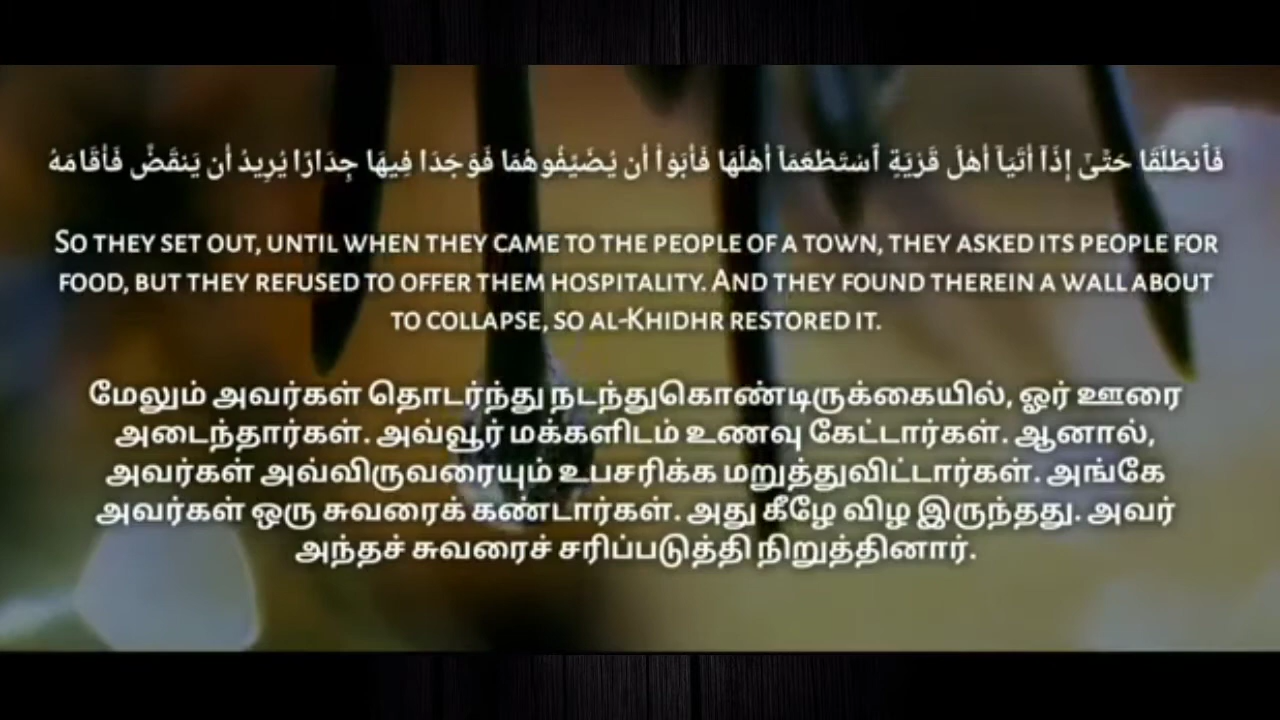 فَٱنطَلَقَا حَتَّىٰٓ إِذَآ أَتَيَآ أَهْلَ قَرْيَةٍ ٱسْتَطْعَمَآ أَهْلَهَا فَأَبَوْا۟ أَن يُضَيِّفُوهُمَا فَوَجَدَا فِيهَا جِدَارًا يُرِيدُ أَن يَنقَضَّ فَأَقَامَهُ
So they set out, until when they came to the people of a town, they asked its people for
food, but they refused to offer them hospitality. And they found therein a wall about
to collapse, so al-Khidhr restored it.
மேலும் அவர்கள் தொடர்ந்து நடந்துகொண்டிருக்கையில், ஓர் ஊரை
அடைந்தார்கள். அவ்வூர் மக்களிடம் உணவு கேட்டார்கள். ஆனால்,
அவர்கள் அவ்விருவரையும் உபசரிக்க மறுத்துவிட்டார்கள். அங்கே
அவர்கள் ஒரு சுவரைக் கண்டார்கள். அது கீழே விழ இருந்தது. அவர்
அந்தச் சுவரைச் சரிப்படுத்தி நிறுத்தினார்.